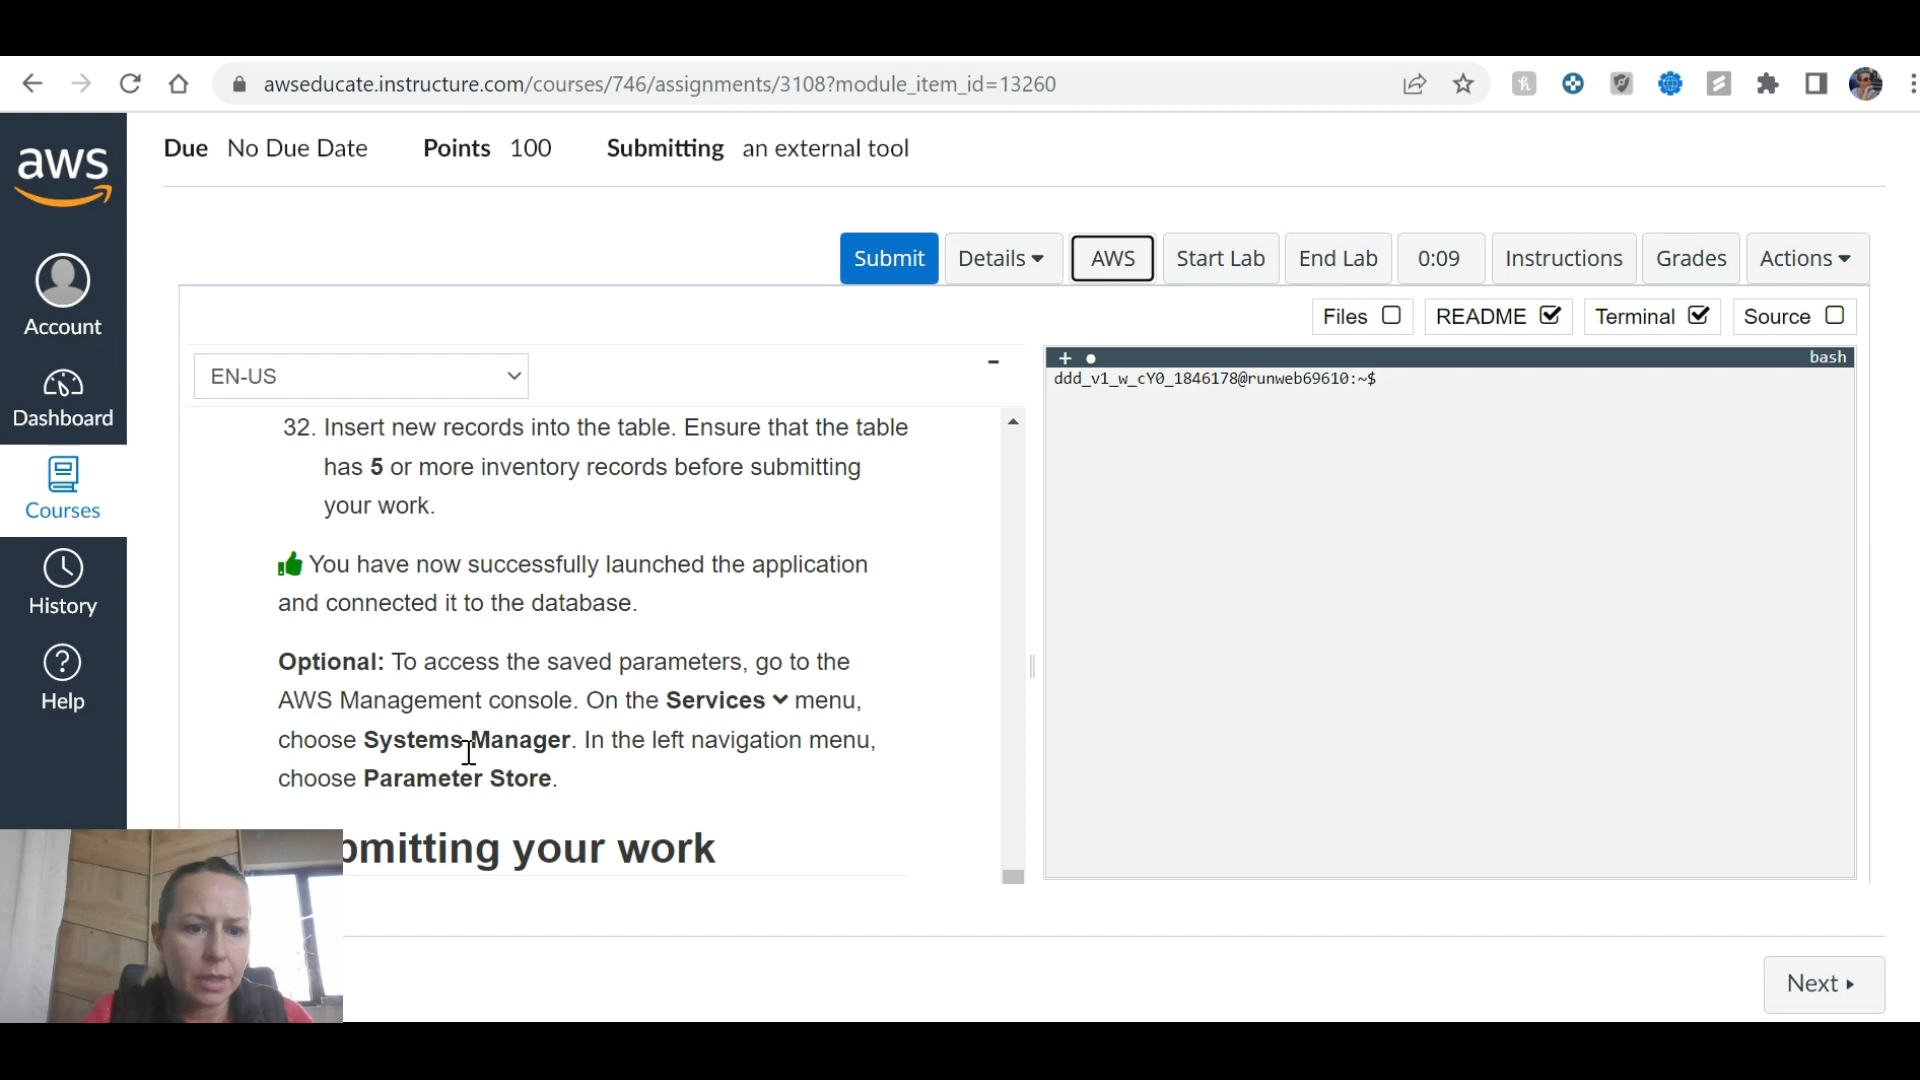 awseducate.instructure.com/courses/746/assignments/3108?module_item_id=13260
aws
Account
Dashboard
Courses
History
Help
Due No Due Date Points 100 Submitting an external tool
Submit Details AWS Start Lab End Lab 0:09 Instructions Grades Actions
Files README Terminal Source
EN-US
32. Insert new records into the table. Ensure that the table
has 5 or more inventory records before submitting
your work.
You have now successfully launched the application
and connected it to the database.
Optional: To access the saved parameters, go to the
AWS Management console. On the Services menu,
choose Systems Manager. In the left navigation menu,
choose Parameter Store.
bmitting your work
+ bash
ddd_v1_w_cY0_1846178@runweb69610:~$
Next